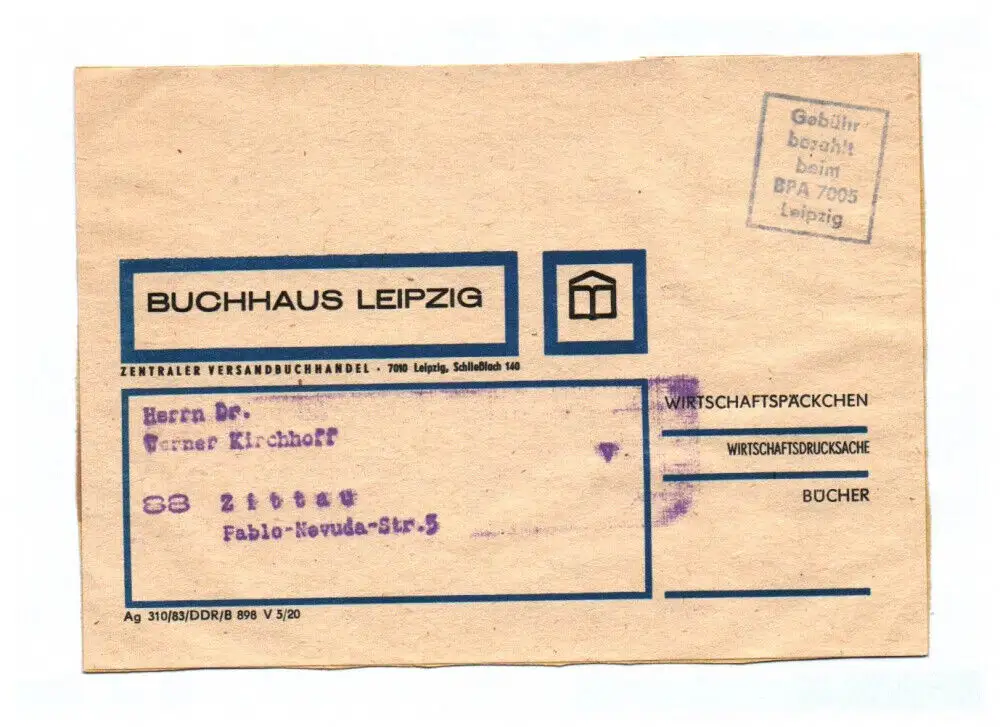 Gebühr
bezahlt
beim
BPA 7005
Leipzig
BUCHHAUS LEIPZIG
ZENTRALER VERSANDBUCHHANDEL · 7010 Leipzig, Schließfach 140
Herrn Dr.
Werner Kirchhoff
88 Zittau
Pablo-Nevuda-Str.5
WIRTSCHAFTSPÄCKCHEN
WIRTSCHAFTSDRUCKSACHE
BÜCHER
Ag 310/83/DDR/B 898 V 5/20